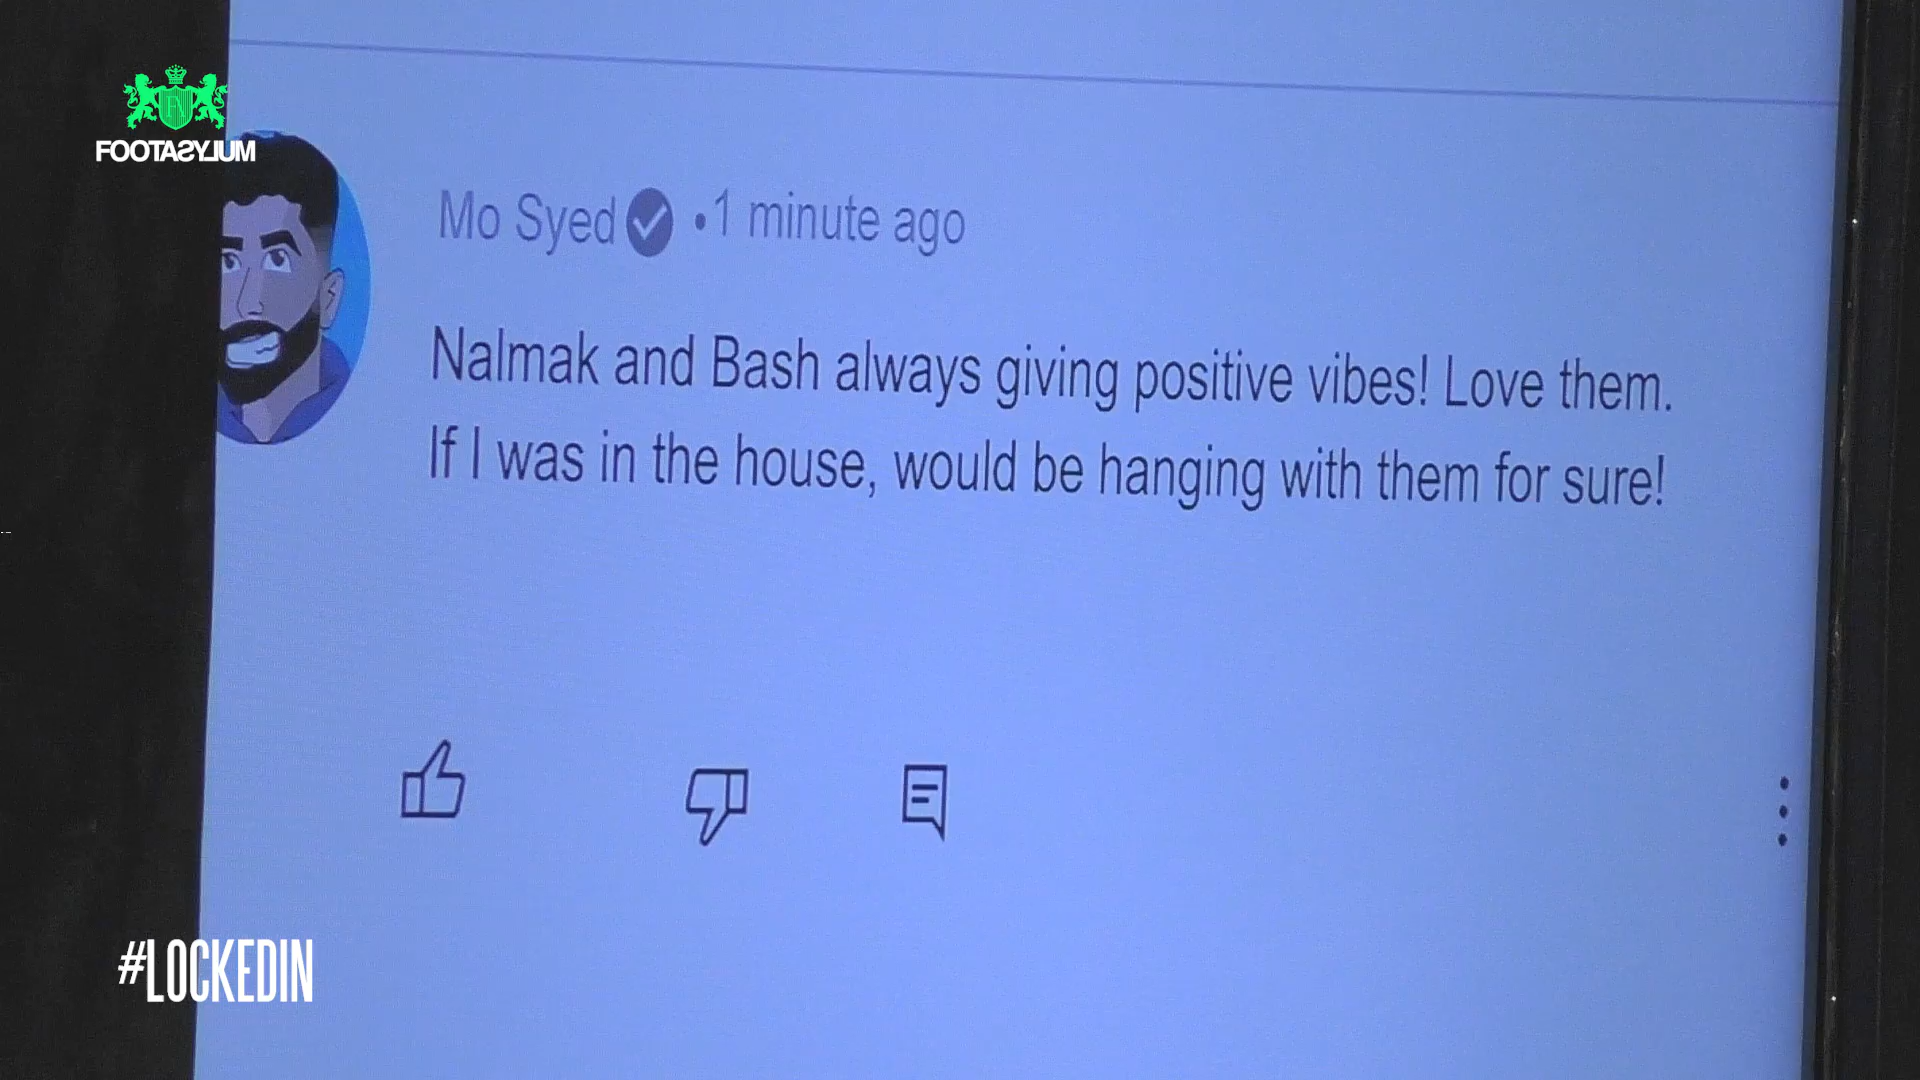 FOOTASYLUM
Mo Syed • 1 minute ago
Nalmak and Bash always giving positive vibes! Love them.
If I was in the house, would be hanging with them for sure!
#LOCKEDIN